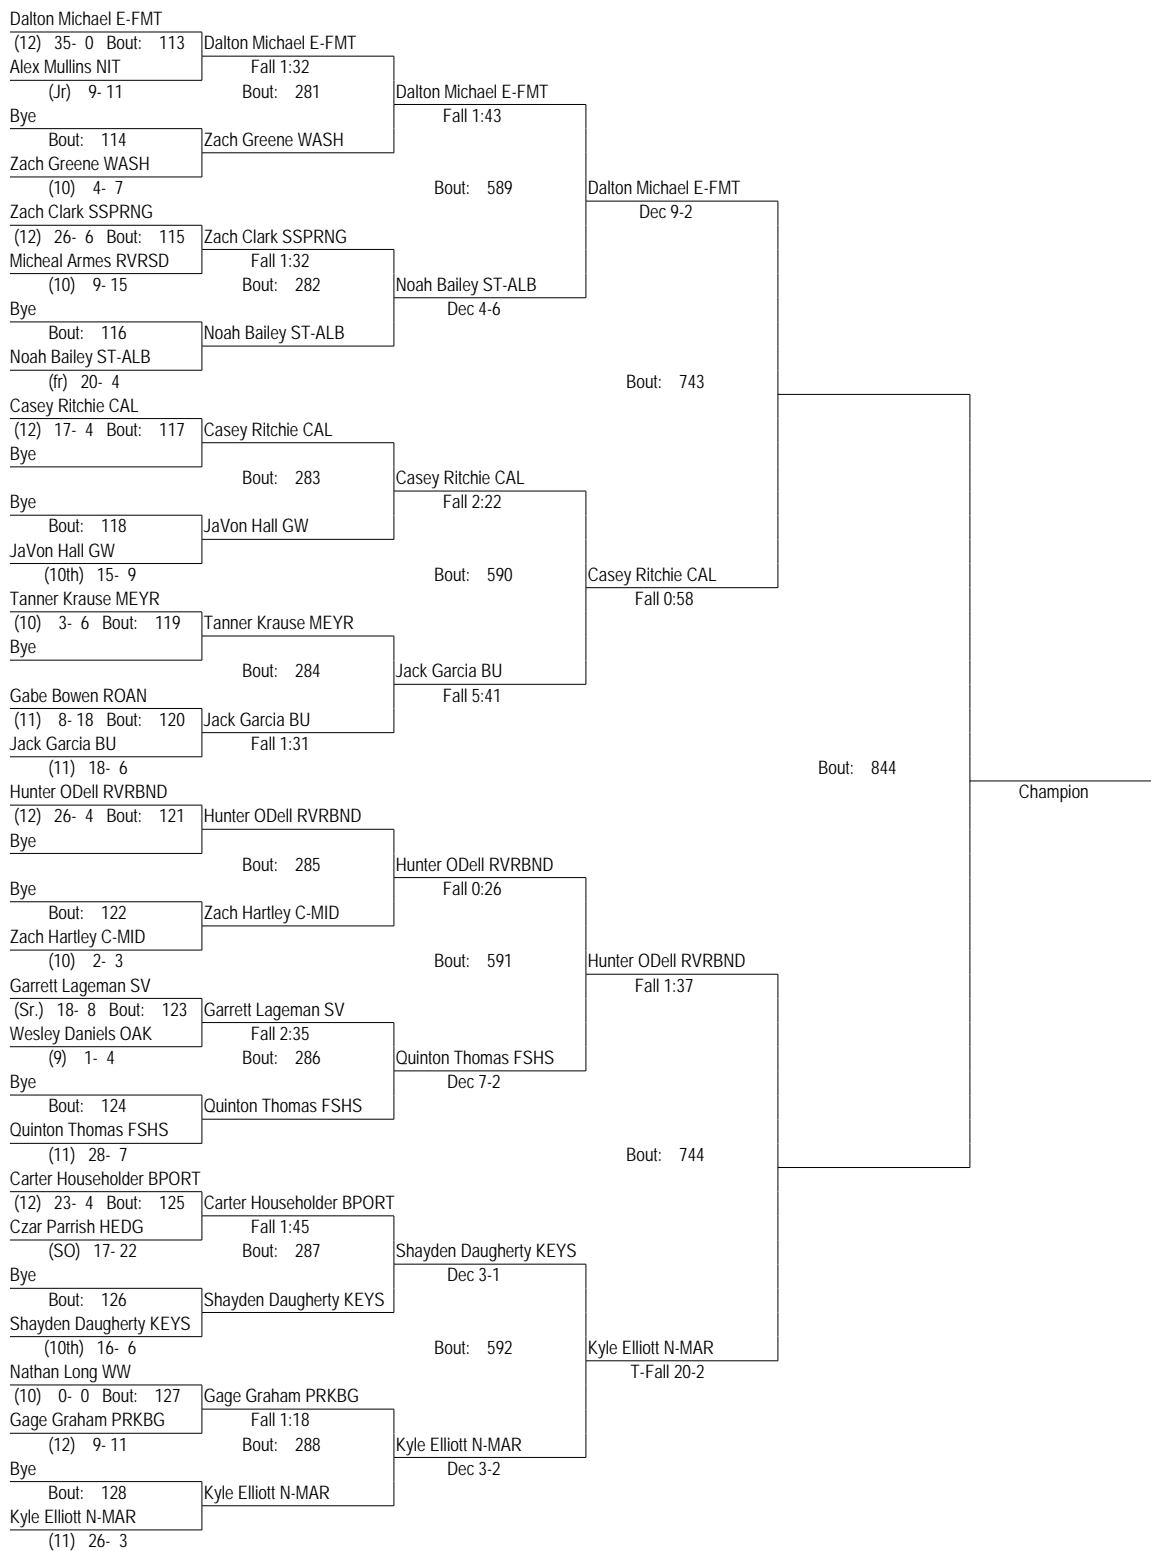 Dalton Michael E-FMT
(12) 35- 0 Bout: 113 Dalton Michael E-FMT
Alex Mullins NIT Fall 1:32
(Jr) 9- 11 Bout: 281 Dalton Michael E-FMT
Bye Fall 1:43
Bout: 114 Zach Greene WASH
Zach Greene WASH
(10) 4- 7 Bout: 589 Dalton Michael E-FMT
Zach Clark SSPRNG Dec 9-2
(12) 26- 6 Bout: 115 Zach Clark SSPRNG
Micheal Armes RVRSD Fall 1:32
(10) 9- 15 Bout: 282 Noah Bailey ST-ALB
Bye Dec 4-6
Bout: 116 Noah Bailey ST-ALB
Noah Bailey ST-ALB
(fr) 20- 4 Bout: 743
Casey Ritchie CAL
(12) 17- 4 Bout: 117 Casey Ritchie CAL
Bye
Bout: 283 Casey Ritchie CAL
Bye Fall 2:22
Bout: 118 JaVon Hall GW
JaVon Hall GW
(10th) 15- 9 Bout: 590 Casey Ritchie CAL
Tanner Krause MEYR Fall 0:58
(10) 3- 6 Bout: 119 Tanner Krause MEYR
Bye
Bout: 284 Jack Garcia BU
Gabe Bowen ROAN Fall 5:41
(11) 8- 18 Bout: 120 Jack Garcia BU
Jack Garcia BU Fall 1:31
(11) 18- 6 Bout: 844
Hunter ODell RVRBND Champion
(12) 26- 4 Bout: 121 Hunter ODell RVRBND
Bye
Bout: 285 Hunter ODell RVRBND
Bye Fall 0:26
Bout: 122 Zach Hartley C-MID
Zach Hartley C-MID
(10) 2- 3 Bout: 591 Hunter ODell RVRBND
Garrett Lageman SV Fall 1:37
(Sr.) 18- 8 Bout: 123 Garrett Lageman SV
Wesley Daniels OAK Fall 2:35
(9) 1- 4 Bout: 286 Quinton Thomas FSHS
Bye Dec 7-2
Bout: 124 Quinton Thomas FSHS
Quinton Thomas FSHS
(11) 28- 7 Bout: 744
Carter Householder BPORT
(12) 23- 4 Bout: 125 Carter Householder BPORT
Czar Parrish HEDG Fall 1:45
(SO) 17- 22 Bout: 287 Shayden Daugherty KEYS
Bye Dec 3-1
Bout: 126 Shayden Daugherty KEYS
Shayden Daugherty KEYS
(10th) 16- 6 Bout: 592 Kyle Elliott N-MAR
Nathan Long WW T-Fall 20-2
(10) 0- 0 Bout: 127 Gage Graham PRKBG
Gage Graham PRKBG Fall 1:18
(12) 9- 11 Bout: 288 Kyle Elliott N-MAR
Bye Dec 3-2
Bout: 128 Kyle Elliott N-MAR
Kyle Elliott N-MAR
(11) 26- 3